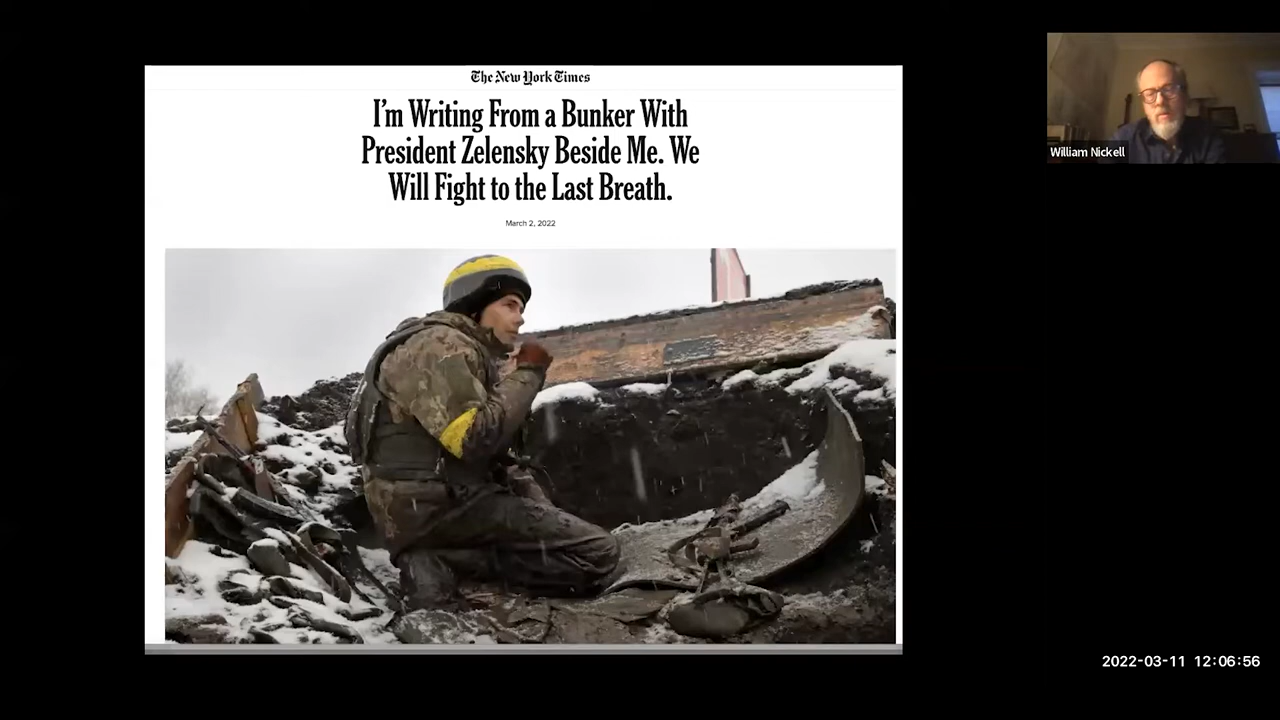 The New York Times
I'm Writing From a Bunker With
President Zelensky Beside Me. We
Will Fight to the Last Breath.
March 2, 2022
William Nickell
2022-03-11 12:06:56